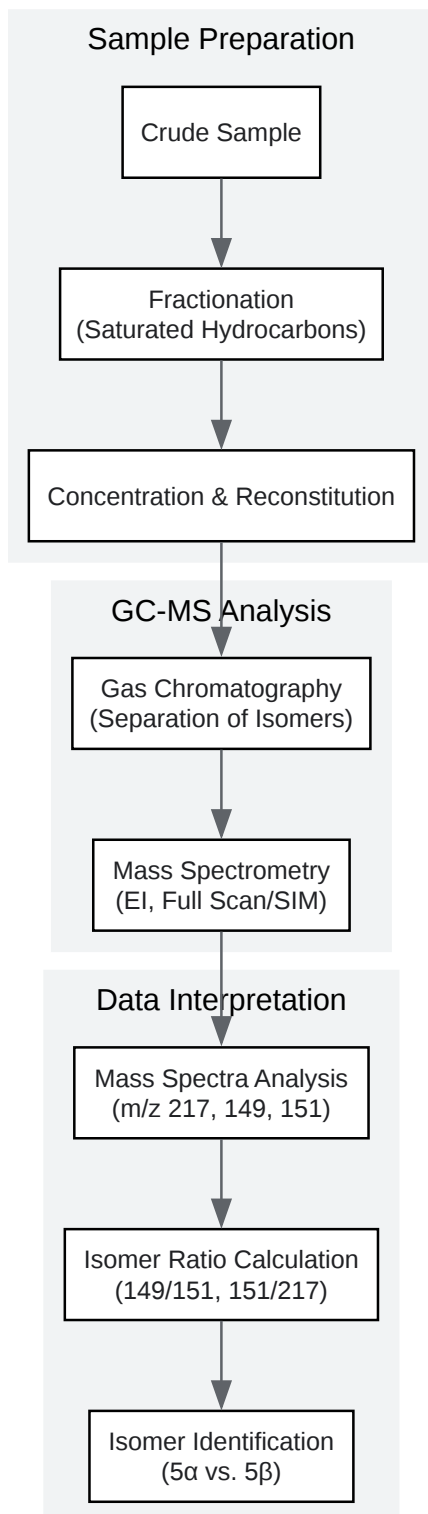 Sample Preparation
Crude Sample
Fractionation
(Saturated Hydrocarbons)
Concentration & Reconstitution
GC-MS Analysis
Gas Chromatography
(Separation of Isomers)
Mass Spectrometry
(EI, Full Scan/SIM)
Data Interpretation
Mass Spectra Analysis
(m/z 217, 149, 151)
Isomer Ratio Calculation
(149/151, 151/217)
Isomer Identification
(5α vs. 5β)